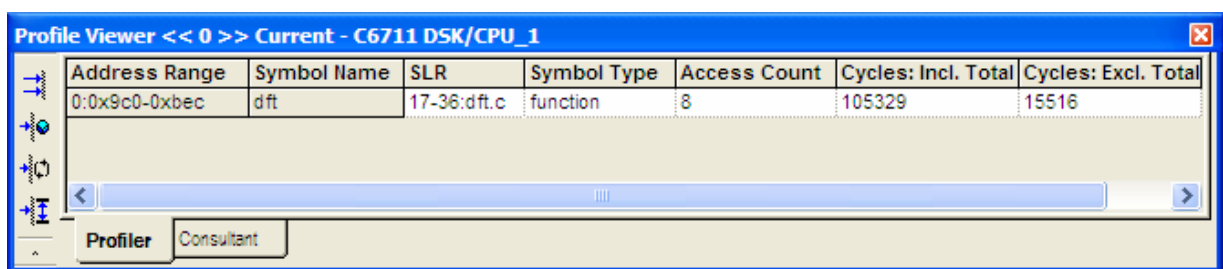 Profile Viewer << 0 >> Current - C6711 DSK/CPU_1
Address Range Symbol Name SLR Symbol Type Access Count Cycles: Incl. Total Cycles: Excl. Total
0:0x9c0-0xbec dft 17-36:dft.c function 8 105329 15516
Profiler Consultant